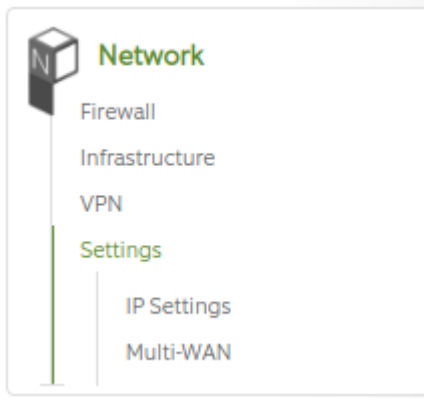 N
Network
Firewall
Infrastructure
VPN
Settings
IP Settings
Multi-WAN